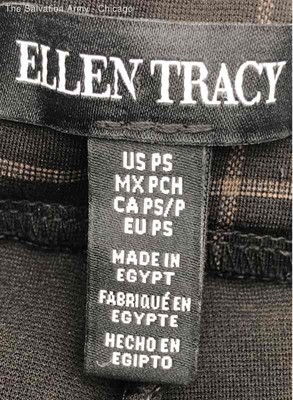 The Salvation Army - Chicago
ELLEN TRACY
US PS
MX PCH
CA PS/P
EU PS
MADE IN
EGYPT
FABRIQUÉ EN
EGYPTE
HECHO EN
EGIPTO